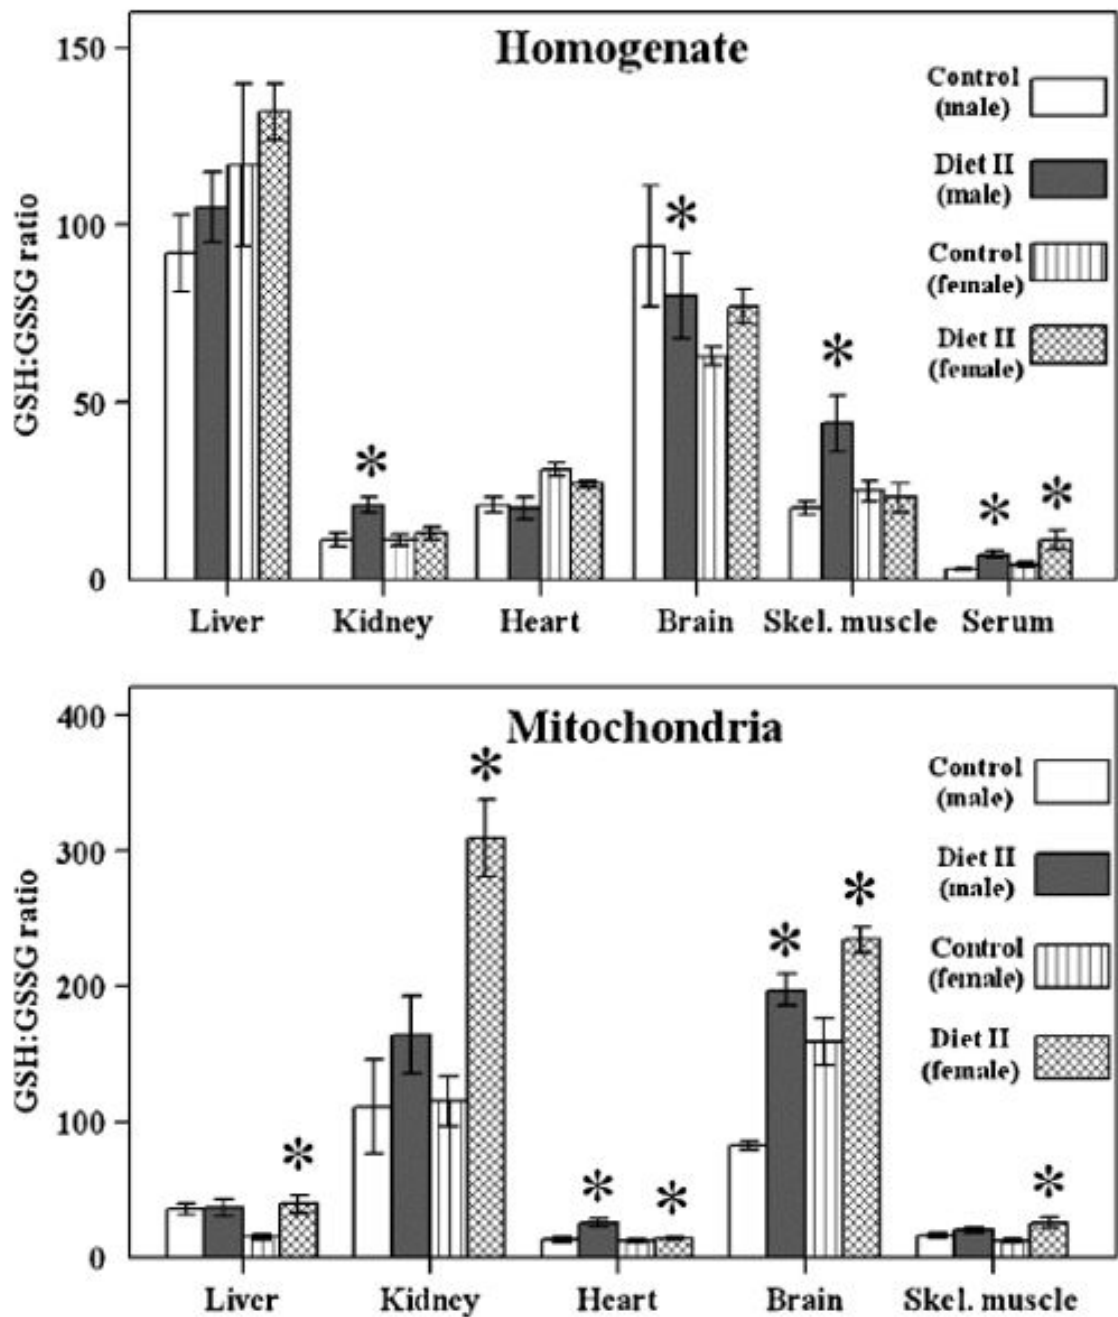 Homogenate
GSH:GSSG ratio
150
100
50
0
Control
(male)
Diet II
(male)
Control
(female)
Diet II
(female)
*
*
*
*
*
Liver Kidney Heart Brain Skel. muscle Serum
Mitochondria
GSH:GSSG ratio
400
300
200
100
0
Control
(male)
Diet II
(male)
Control
(female)
Diet II
(female)
*
*
*
*
*
*
*
Liver Kidney Heart Brain Skel. muscle